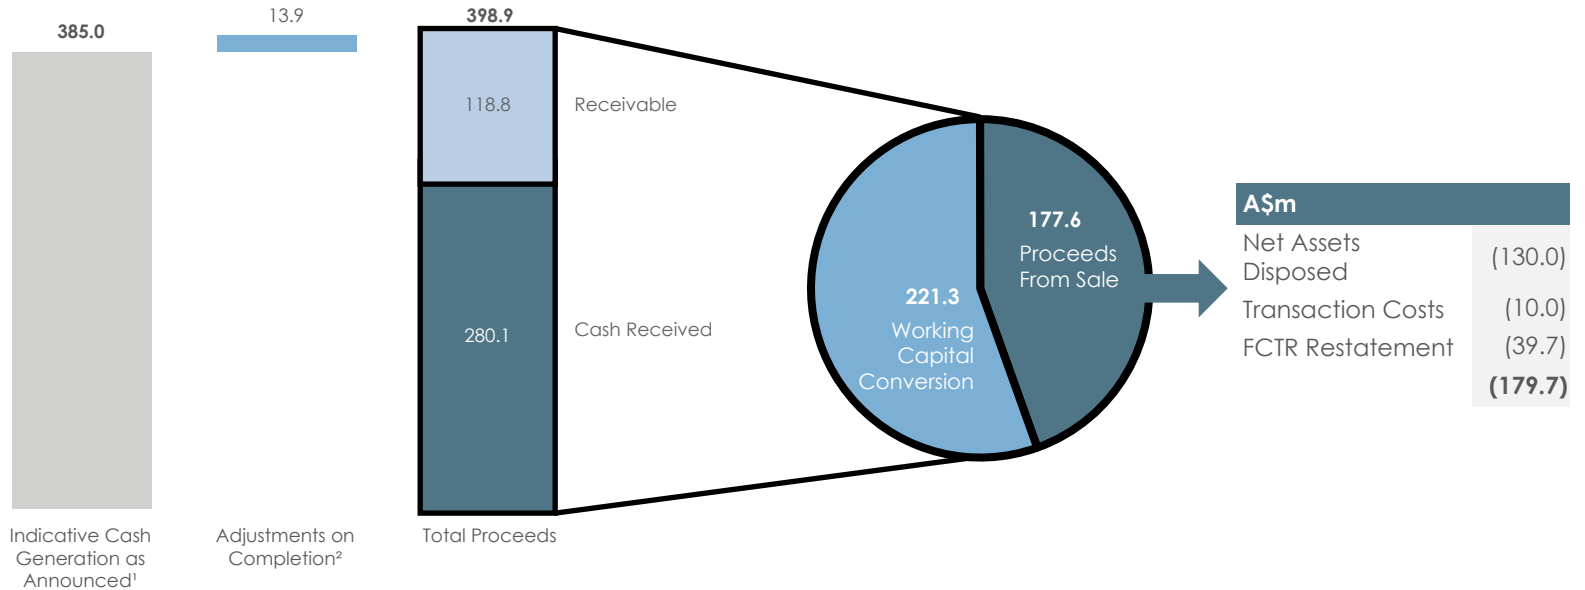 385.0
13.9
398.9
118.8
Receivable
280.1
Cash Received
Indicative Cash
Generation as
Announced¹
Adjustments on
Completion²
Total Proceeds
221.3
Working
Capital
Conversion
177.6
Proceeds
From Sale
A$m
Net Assets
Disposed
(130.0)
Transaction Costs (10.0)
FCTR Restatement (39.7)
(179.7)